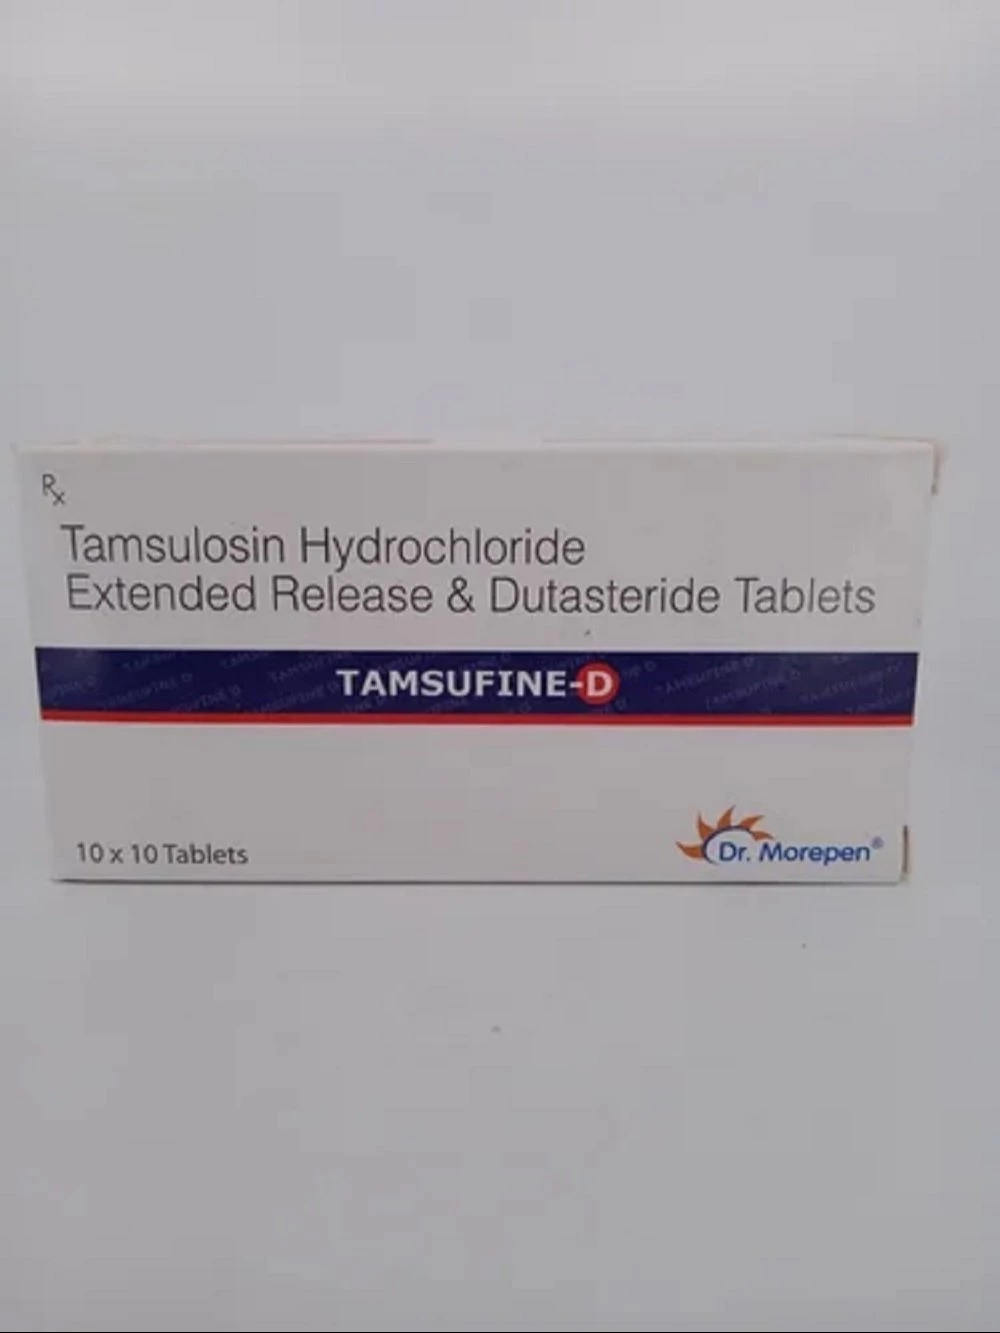 Rx
Tamsulosin Hydrochloride
Extended Release & Dutasteride Tablets
TAMSUFINE-D
10 x 10 Tablets
Dr. Morepen®